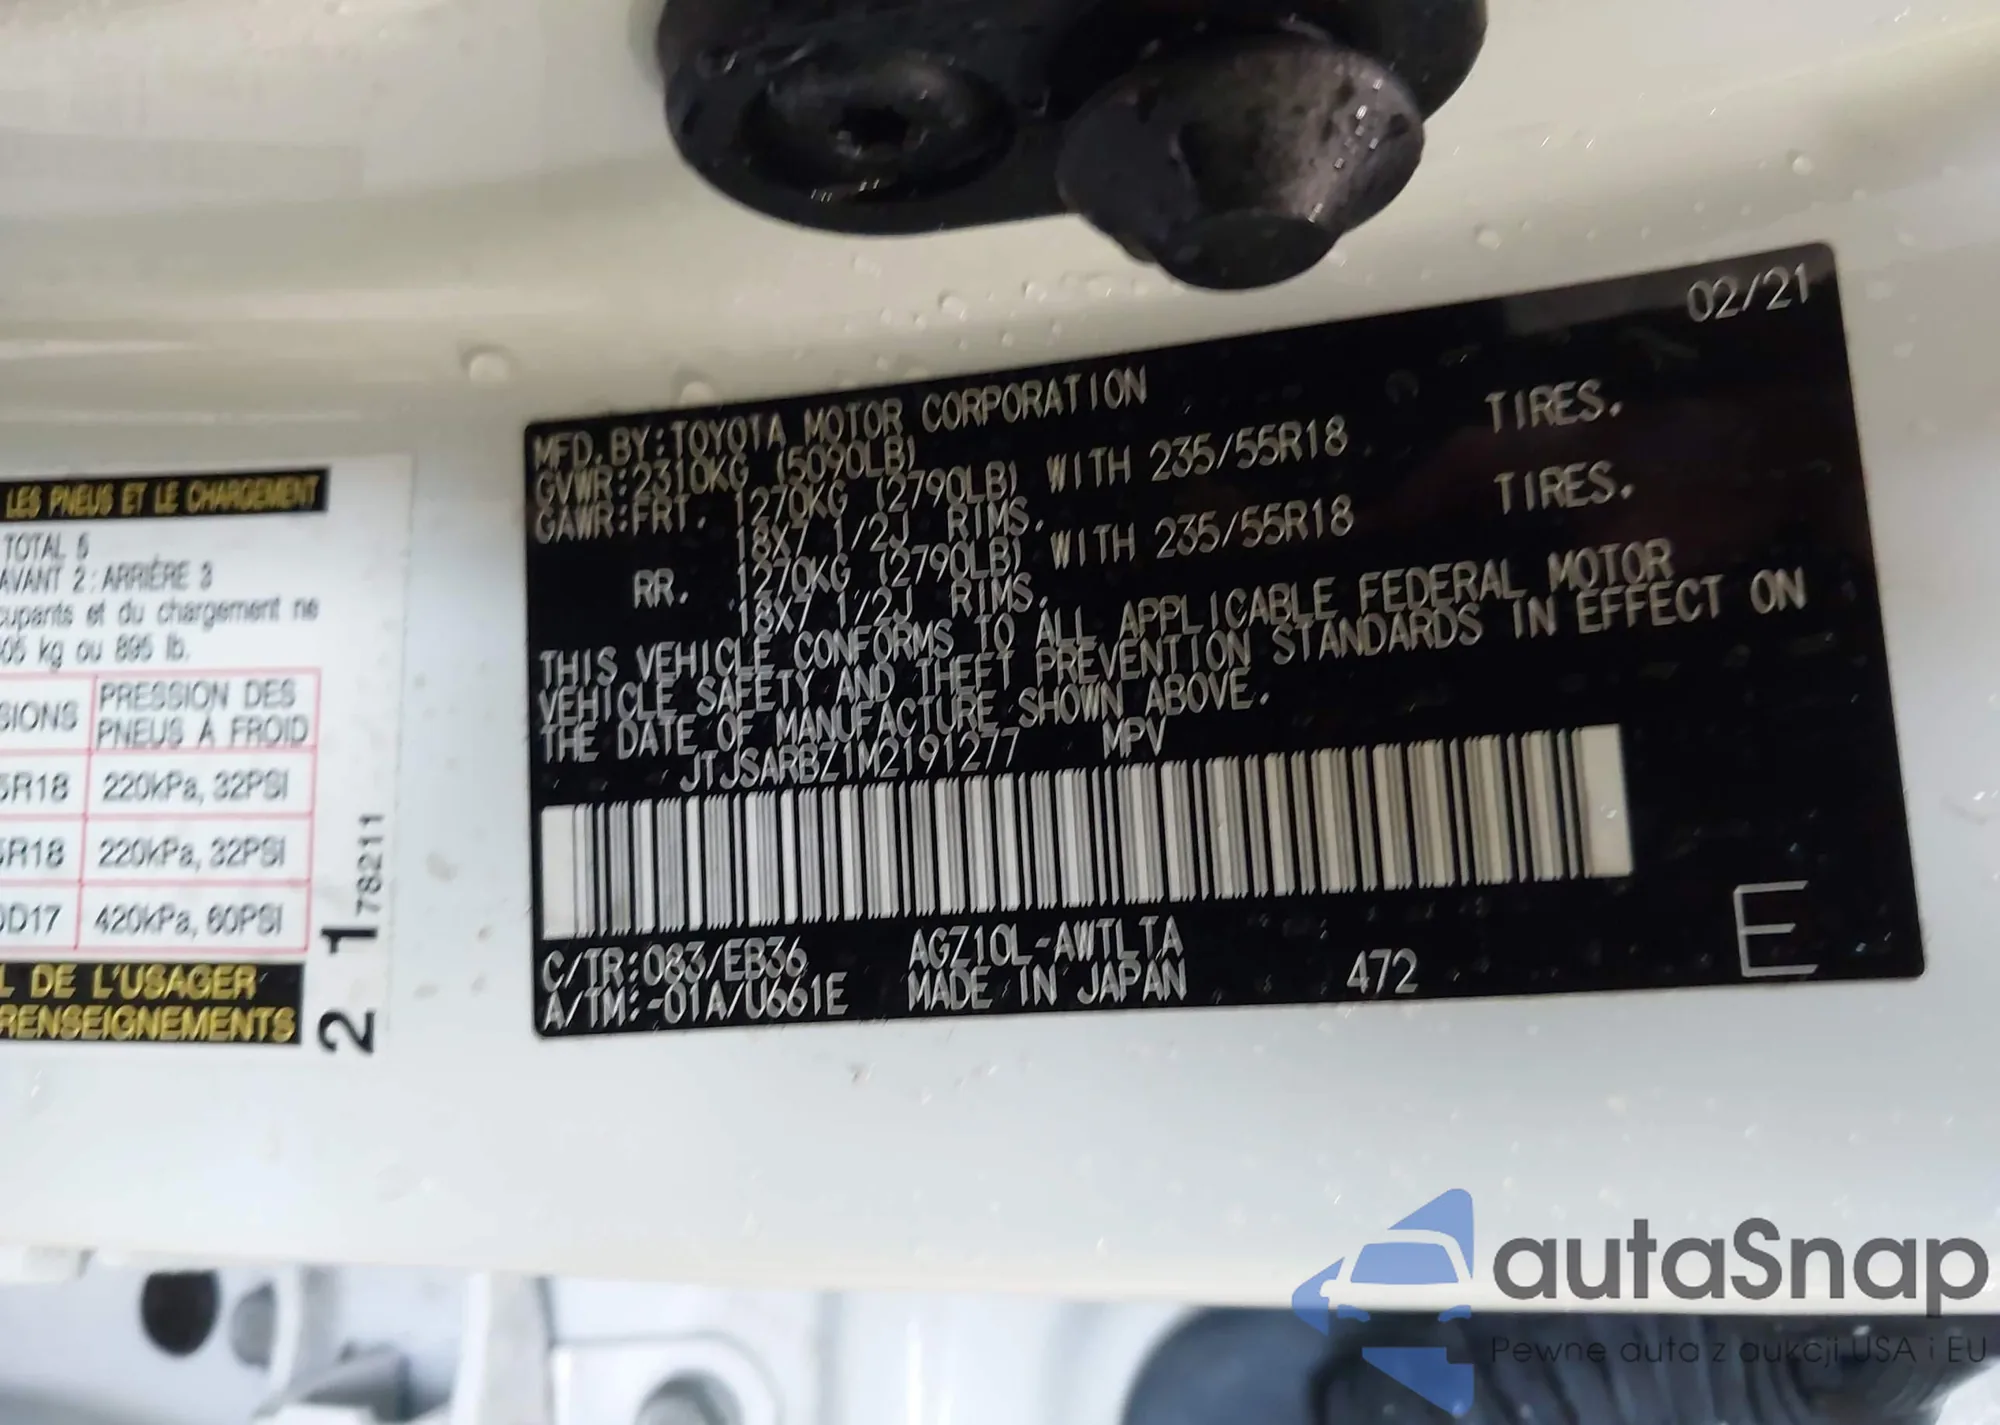 LES PNEUS ET LE CHARGEMENT
TOTAL 5
AVANT 2 : ARRIÈRE 3
cupants et du chargement ne
05 kg ou 895 lb.
SIONS PRESSION DES
PNEUS À FROID
5R18 220kPa, 32PSI
5R18 220kPa, 32PSI
D17 420kPa, 60PSI
L DE L'USAGER
RENSEIGNEMENTS
2 1 78211
02/21
MFD. BY: TOYOTA MOTOR CORPORATION
GVWR: 2310KG (5090LB)
GAWR: FRT. 1270KG (2790LB) WITH 235/55R18 TIRES.
18X7 1/2J RIMS.
RR. 1270KG (2790LB) WITH 235/55R18 TIRES.
18X7 1/2J RIMS.
THIS VEHICLE CONFORMS TO ALL APPLICABLE FEDERAL MOTOR
VEHICLE SAFETY AND THEFT PREVENTION STANDARDS IN EFFECT ON
THE DATE OF MANUFACTURE SHOWN ABOVE.
JTJSARBZ1M2191277 MPV
C/TR: 083/EB36 AGZ10L-AWTLTA
A/TM: -01A/U661E MADE IN JAPAN 472 E
autaSnap
Pewne auta z aukcji USA i EU